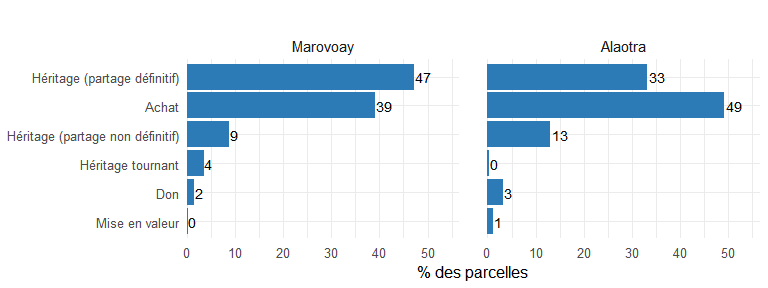 Marovoay Alaotra
Héritage (partage définitif) 47 33
Achat 39 49
Héritage (partage non définitif) 9 13
Héritage tournant 4 0
Don 2 3
Mise en valeur 0 1
0 10 20 30 40 50 0 10 20 30 40 50
% des parcelles